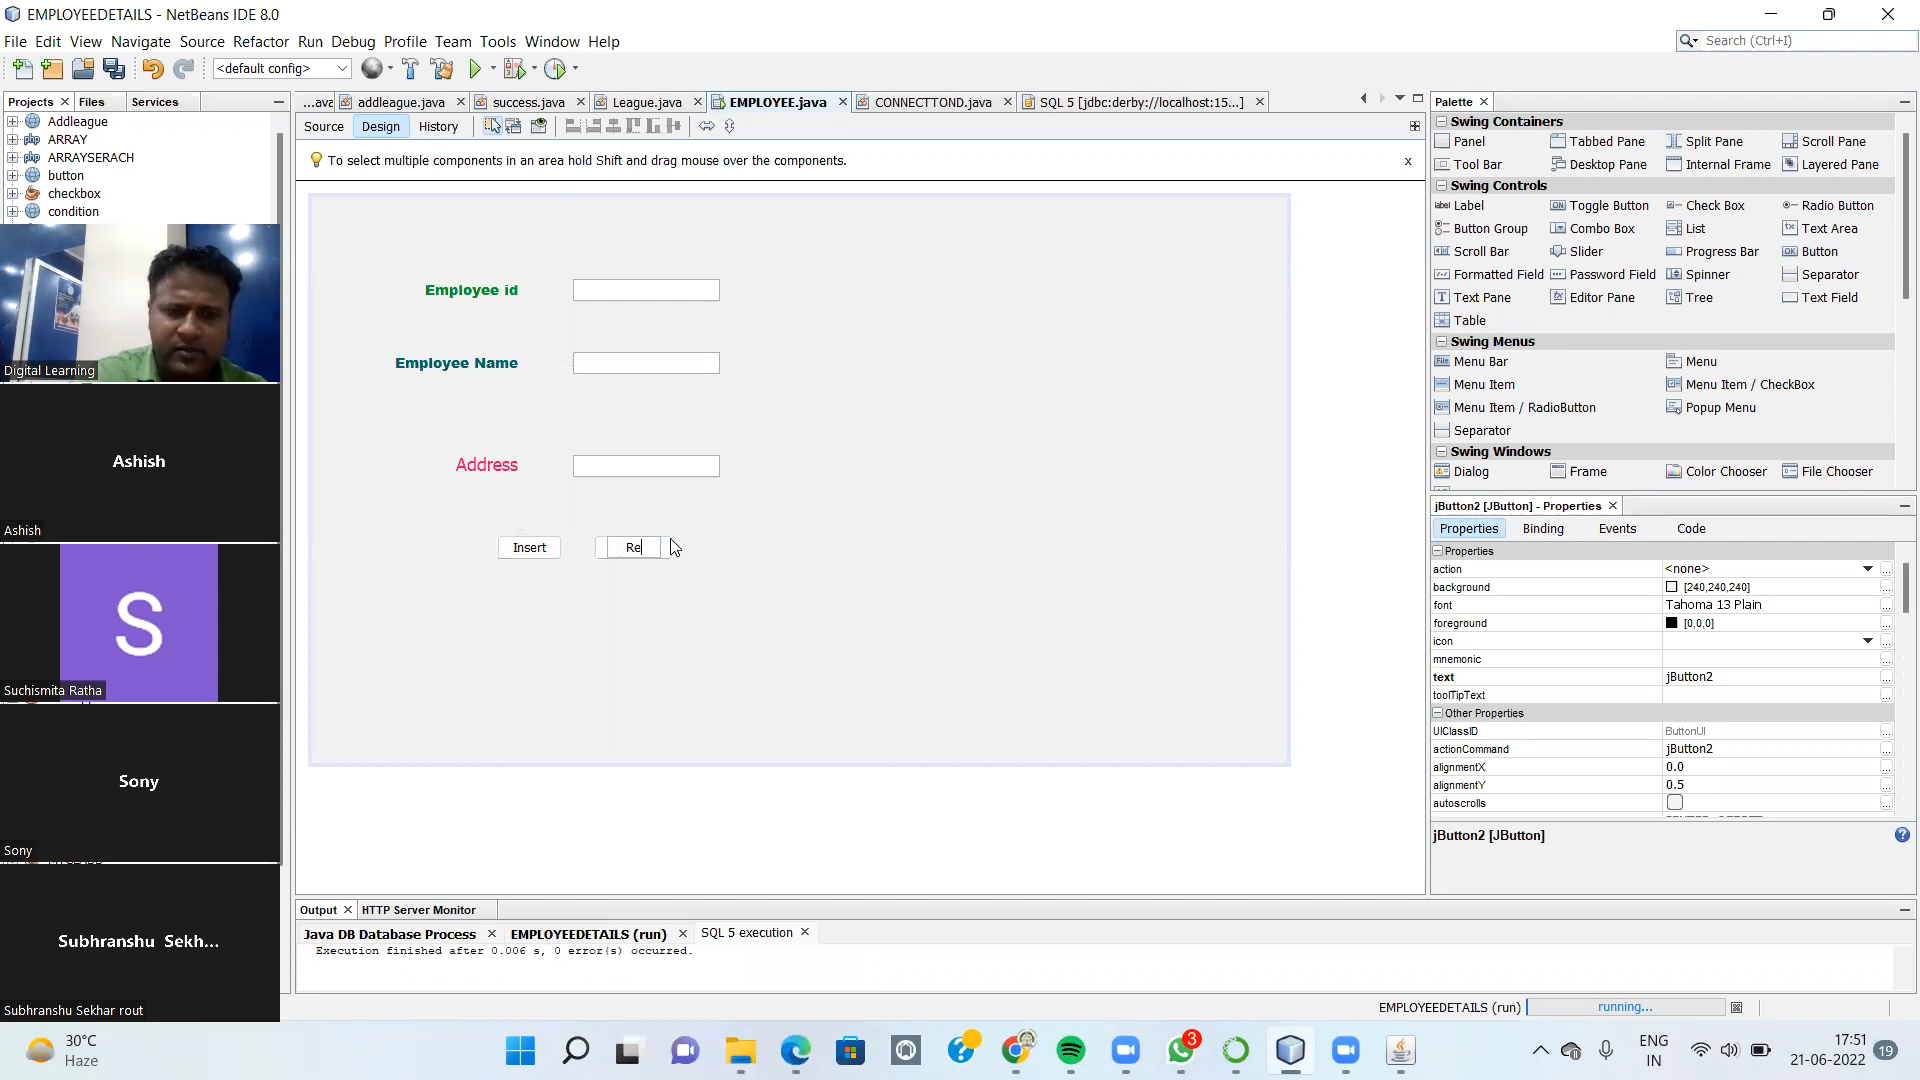 EMPLOYEEDETAILS - NetBeans IDE 8.0
File Edit View Navigate Source Refactor Run Debug Profile Team Tools Window Help
Search (Ctrl+I)
<default config>
Projects Files Services
...ava addleague.java success.java League.java EMPLOYEE.java CONNECTTOND.java SQL 5 [jdbc:derby://localhost:15...]
Source Design History
To select multiple components in an area hold Shift and drag mouse over the components.
x
Addleague
ARRAY
ARRAYSERACH
button
checkbox
condition
Digital Learning
Ashish
Ashish
S
Suchismita Ratha
Sony
Sony
Subhranshu Sekh...
Subhranshu Sekhar rout
Employee id
Employee Name
Address
Insert
Re
Palette
Swing Containers
Panel Tabbed Pane Split Pane Scroll Pane
Tool Bar Desktop Pane Internal Frame Layered Pane
Swing Controls
Label Toggle Button Check Box Radio Button
Button Group Combo Box List Text Area
Scroll Bar Slider Progress Bar Button
Formatted Field Password Field Spinner Separator
Text Pane Editor Pane Tree Text Field
Table
Swing Menus
Menu Bar Menu
Menu Item Menu Item / CheckBox
Menu Item / RadioButton Popup Menu
Separator
Swing Windows
Dialog Frame Color Chooser File Chooser
jButton2 [JButton] - Properties
Properties Binding Events Code
Properties
action <none>
background [240,240,240]
font Tahoma 13 Plain
foreground [0,0,0]
icon
mnemonic
text jButton2
toolTipText
Other Properties
UIClassID ButtonUI
actionCommand jButton2
alignmentX 0.0
alignmentY 0.5
autoscrolls
jButton2 [JButton]
Output HTTP Server Monitor
Java DB Database Process EMPLOYEEDETAILS (run) SQL 5 execution
Execution finished after 0.006 s, 0 error(s) occurred.
EMPLOYEEDETAILS (run) running...
30°C
Haze
3
ENG
IN
17:51
21-06-2022
19